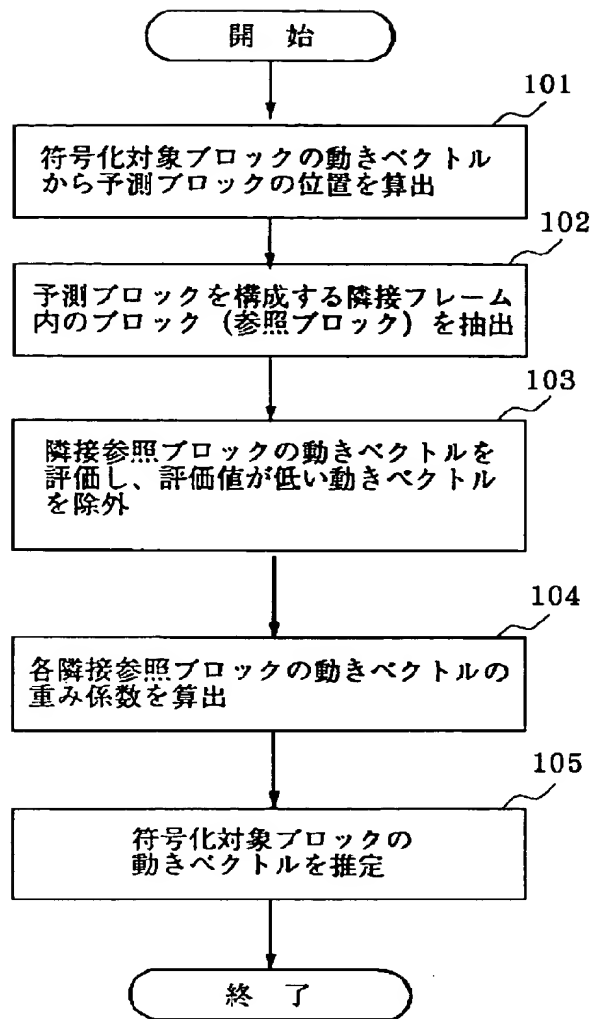 開 始
101
符号化対象ブロックの動きベクトル
から予測ブロックの位置を算出
102
予測ブロックを構成する隣接フレーム
内のブロック（参照ブロック）を抽出
103
隣接参照ブロックの動きベクトルを
評価し、評価値が低い動きベクトル
を除外
104
各隣接参照ブロックの動きベクトルの
重み係数を算出
105
符号化対象ブロックの
動きベクトルを推定
終 了